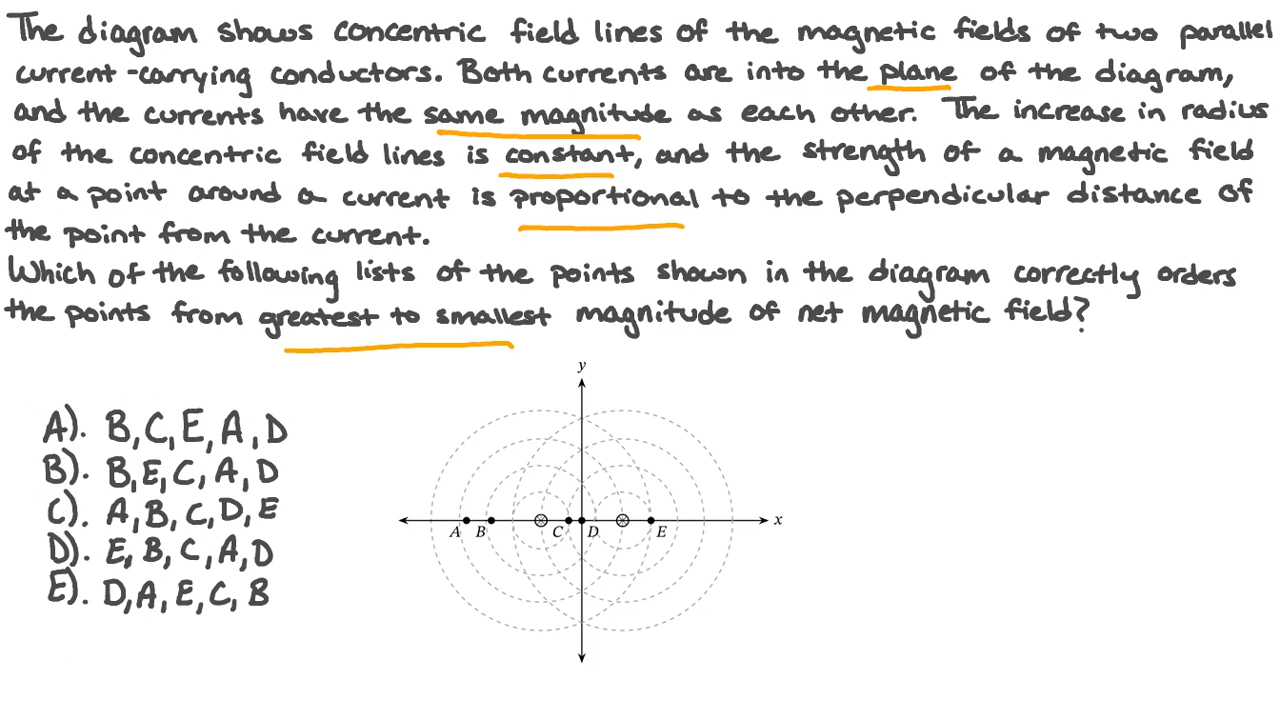 The diagram shows concentric field lines of the magnetic fields of two parallel
current-carrying conductors. Both currents are into the plane of the diagram,
and the currents have the same magnitude as each other. The increase in radius
of the concentric field lines is constant, and the strength of a magnetic field
at a point around a current is proportional to the perpendicular distance of
the point from the current.
Which of the following lists of the points shown in the diagram correctly orders
the points from greatest to smallest magnitude of net magnetic field?
A). B, C, E, A, D
B). B, E, C, A, D
C). A, B, C, D, E
D). E, B, C, A, D
E). D, A, E, C, B
y
x
A B C D E